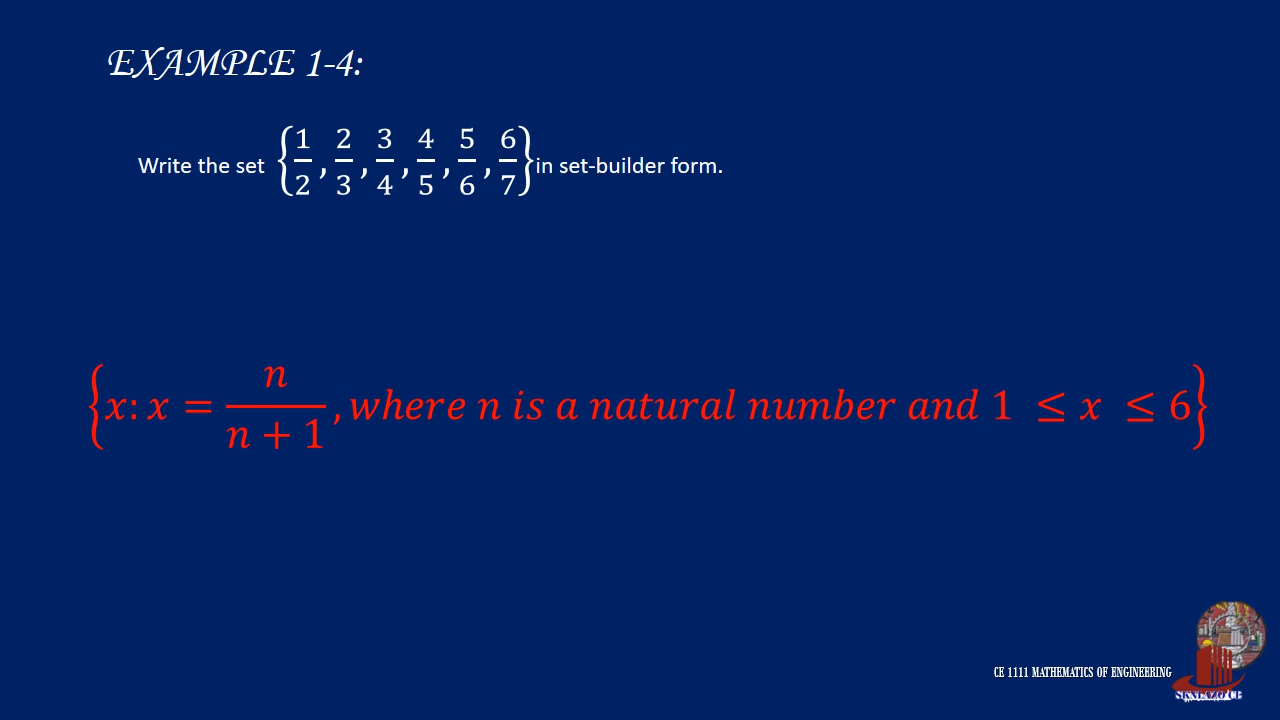 EXAMPLE 1-4:
Write the set {1/2, 2/3, 3/4, 4/5, 5/6, 6/7} in set-builder form.
{x: x = n/(n + 1), where n is a natural number and 1 ≤ x ≤ 6}
CE 1111 MATHEMATICS OF ENGINEERING